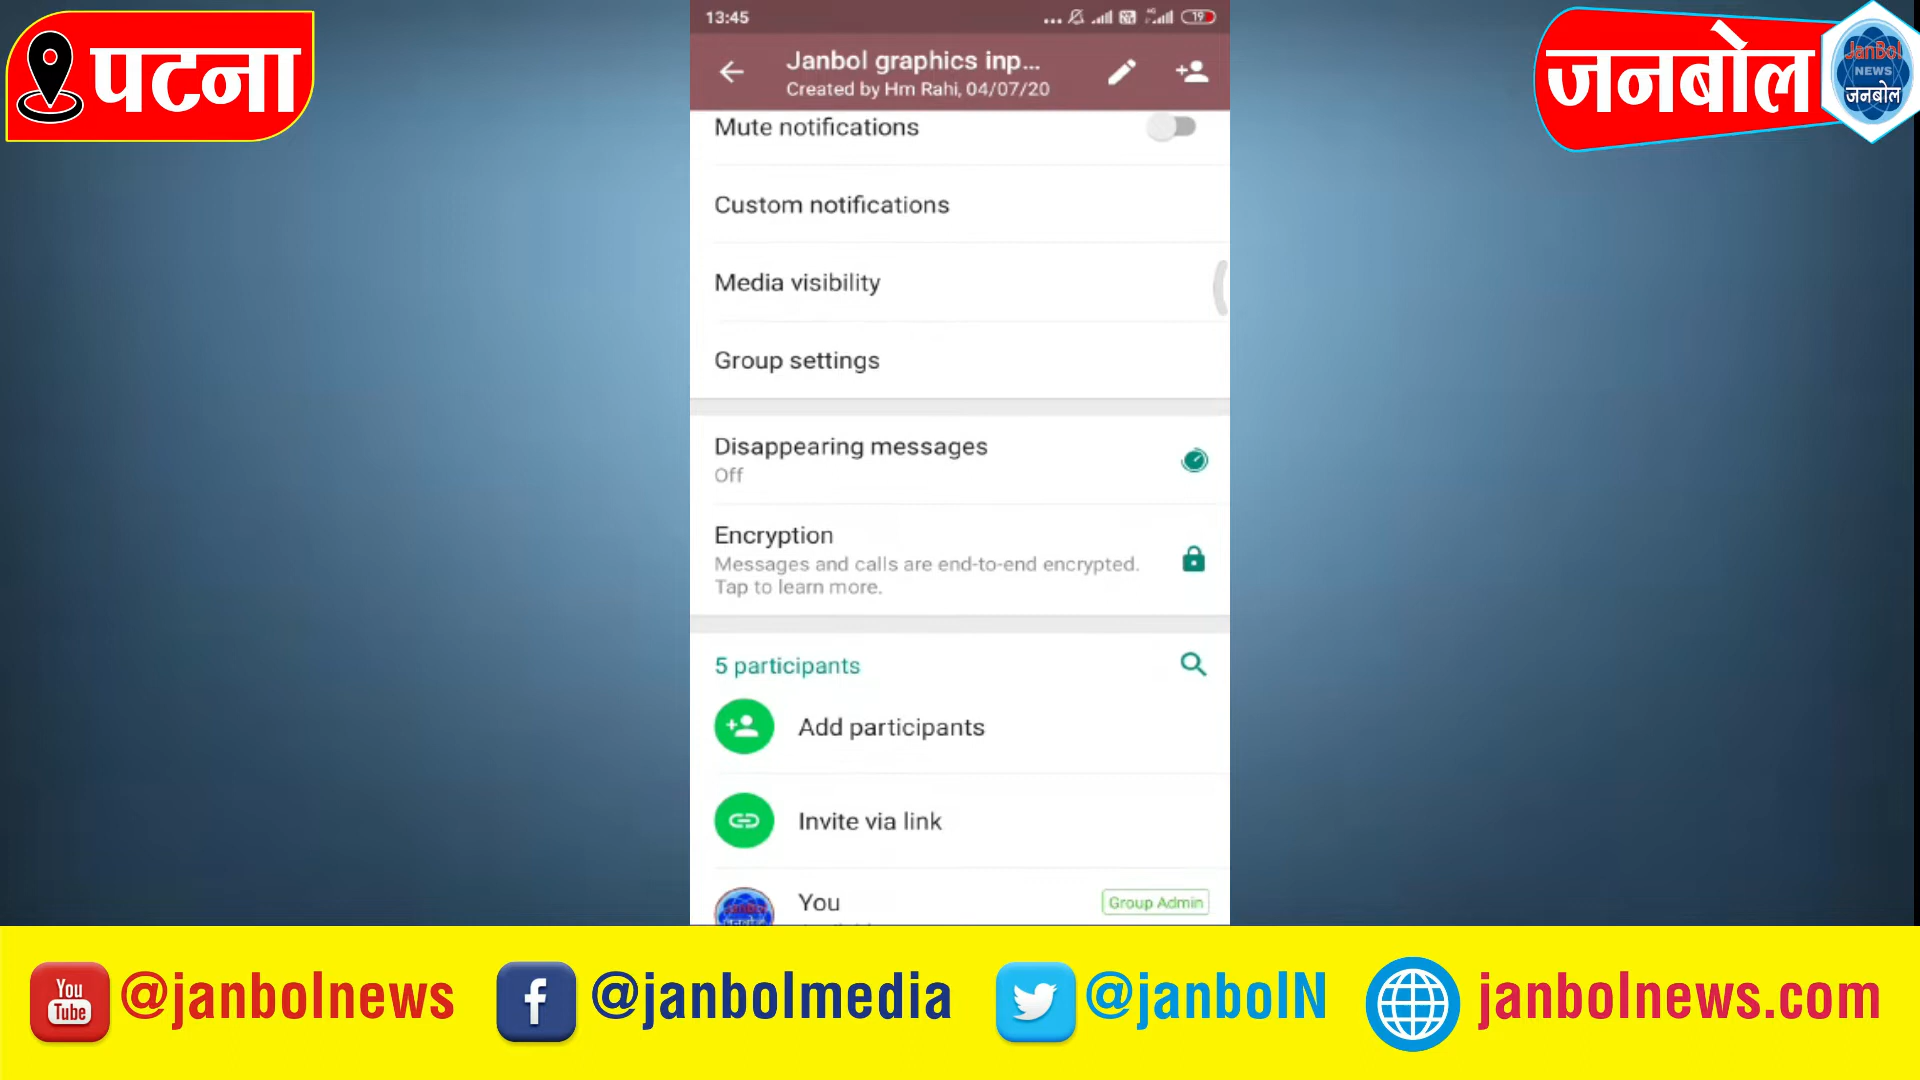 पटना
13:45
19
Janbol graphics inp...
Created by Hm Rahi, 04/07/20
Mute notifications
Custom notifications
Media visibility
Group settings
Disappearing messages
Off
Encryption
Messages and calls are end-to-end encrypted.
Tap to learn more.
5 participants
Add participants
Invite via link
You
Group Admin
जनबोल
JanBol
NEWS
जनबोल
You
Tube
@janbolnews
@janbolmedia
@janbolN
janbolnews.com